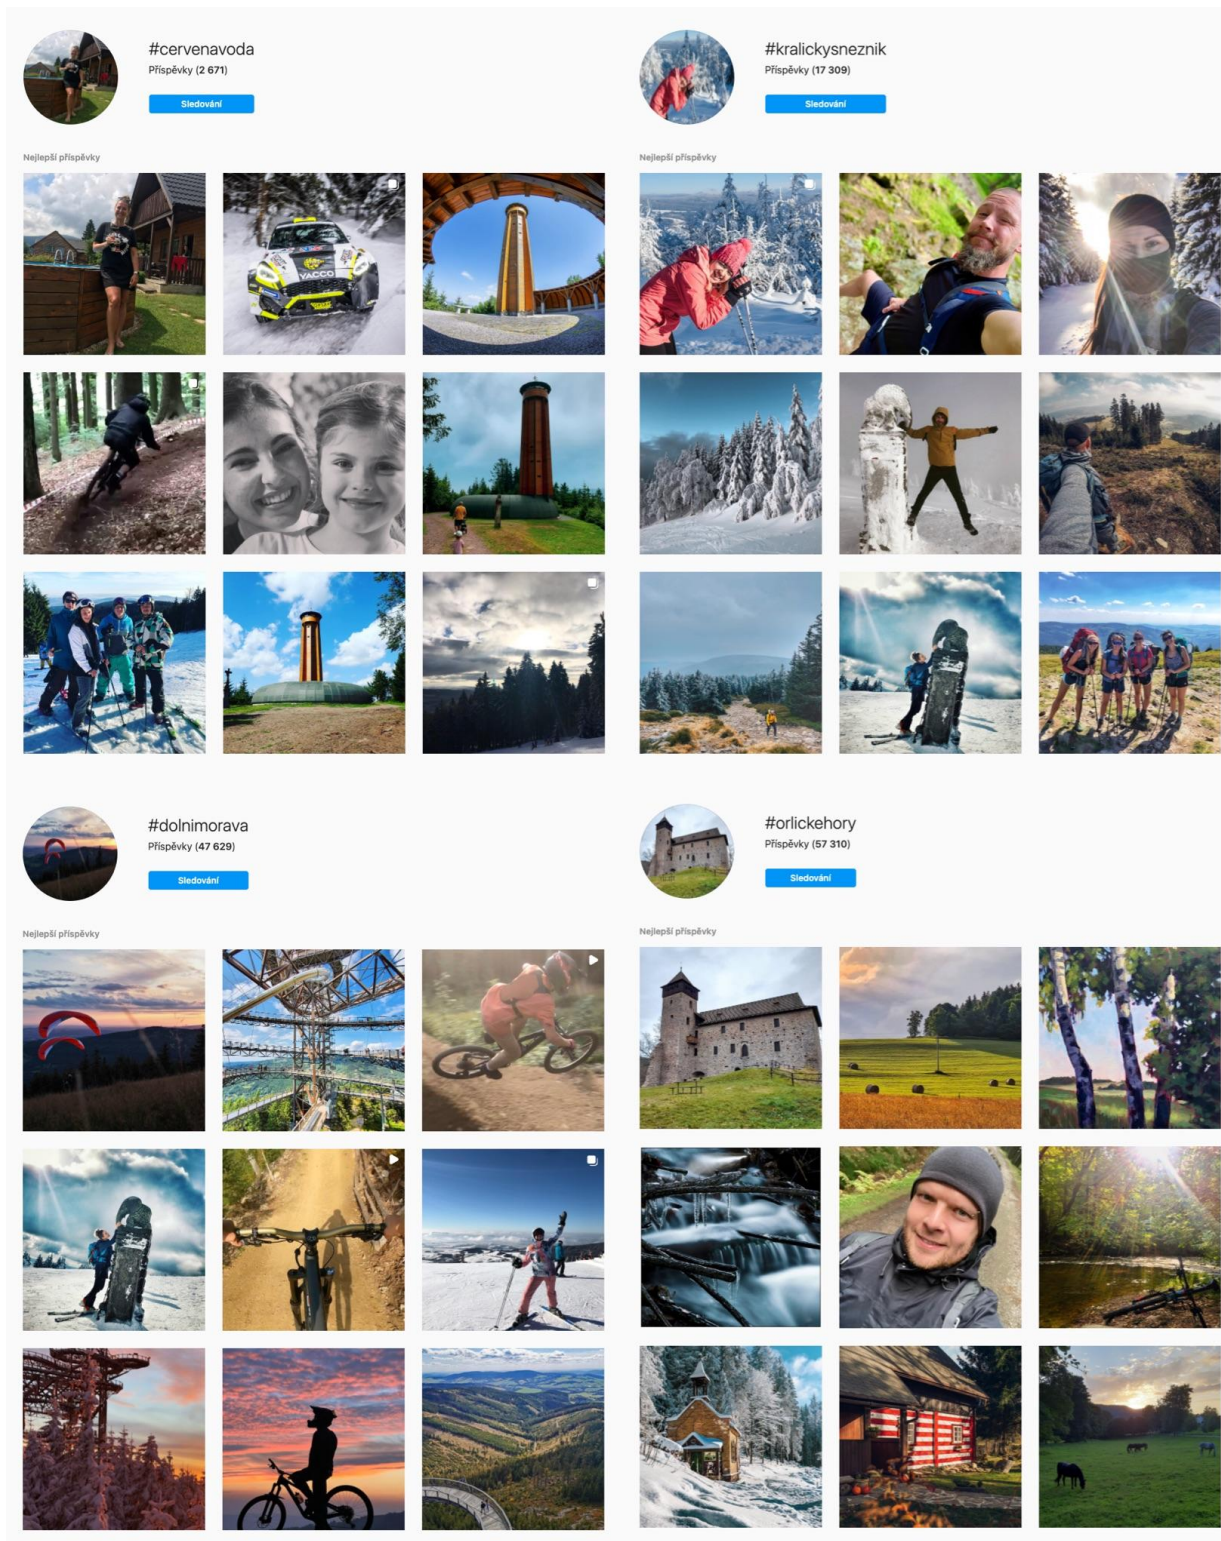 #cervenavoda
Příspěvky (2 671)
Sledování
Nejlepší příspěvky
YACCO
#kralickysneznik
Příspěvky (17 309)
Sledování
Nejlepší příspěvky
#dolnimorava
Příspěvky (47 629)
Sledování
Nejlepší příspěvky
#orlickehory
Příspěvky (57 310)
Sledování
Nejlepší příspěvky